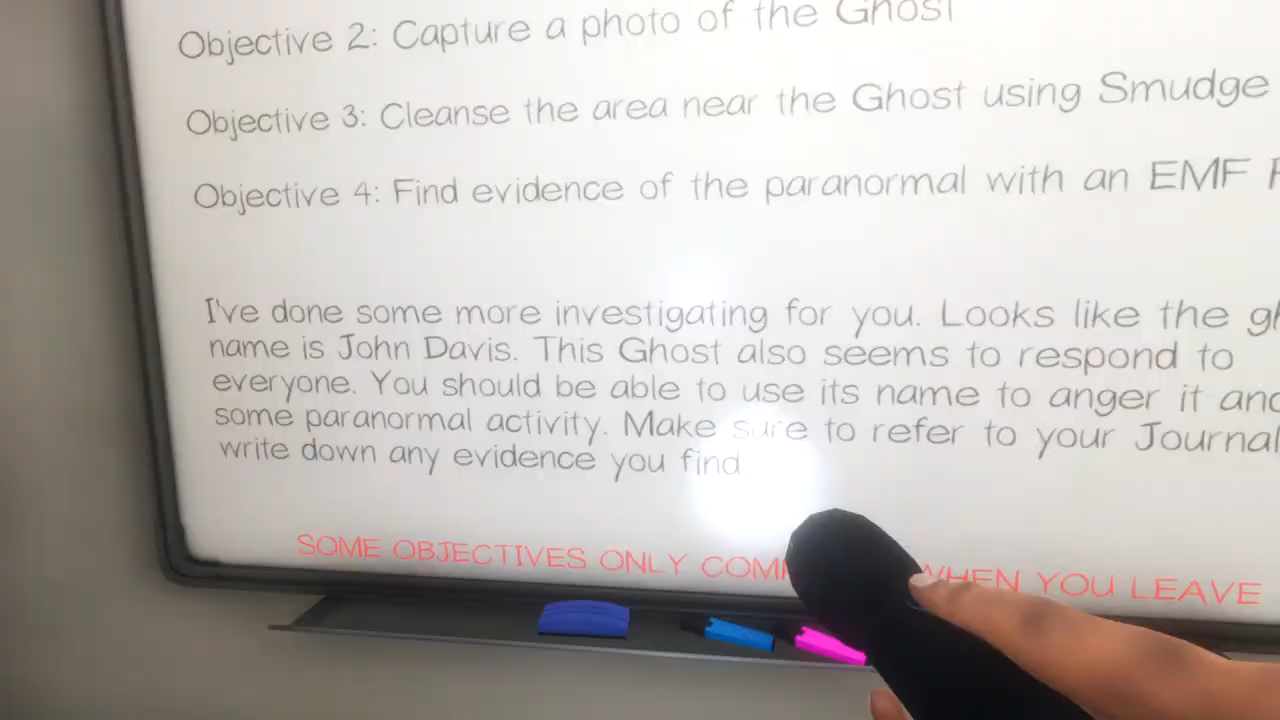 Objective 2: Capture a photo of the Ghost
Objective 3: Cleanse the area near the Ghost using Smudge
Objective 4: Find evidence of the paranormal with an EMF
I've done some more investigating for you. Looks like the
name is John Davis. This Ghost also seems to respond to
everyone. You should be able to use its name to anger it and
some paranormal activity. Make sure to refer to your Journal
write down any evidence you find
SOME OBJECTIVES ONLY WHEN YOU LEAVE